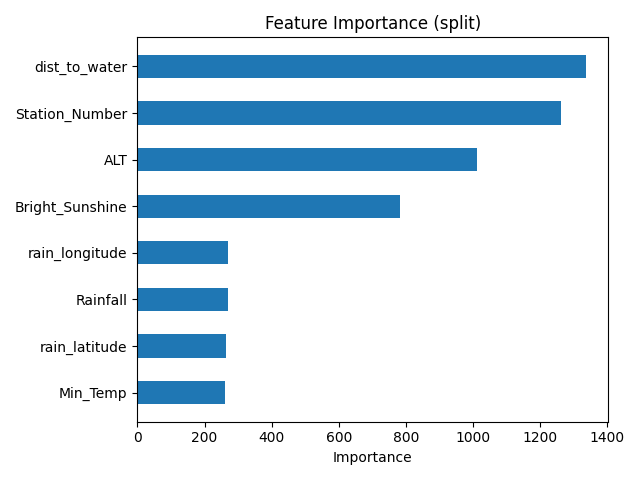 Feature Importance (split)
dist_to_water
Station_Number
ALT
Bright_Sunshine
rain_longitude
Rainfall
rain_latitude
Min_Temp
0 200 400 600 800 1000 1200 1400
Importance